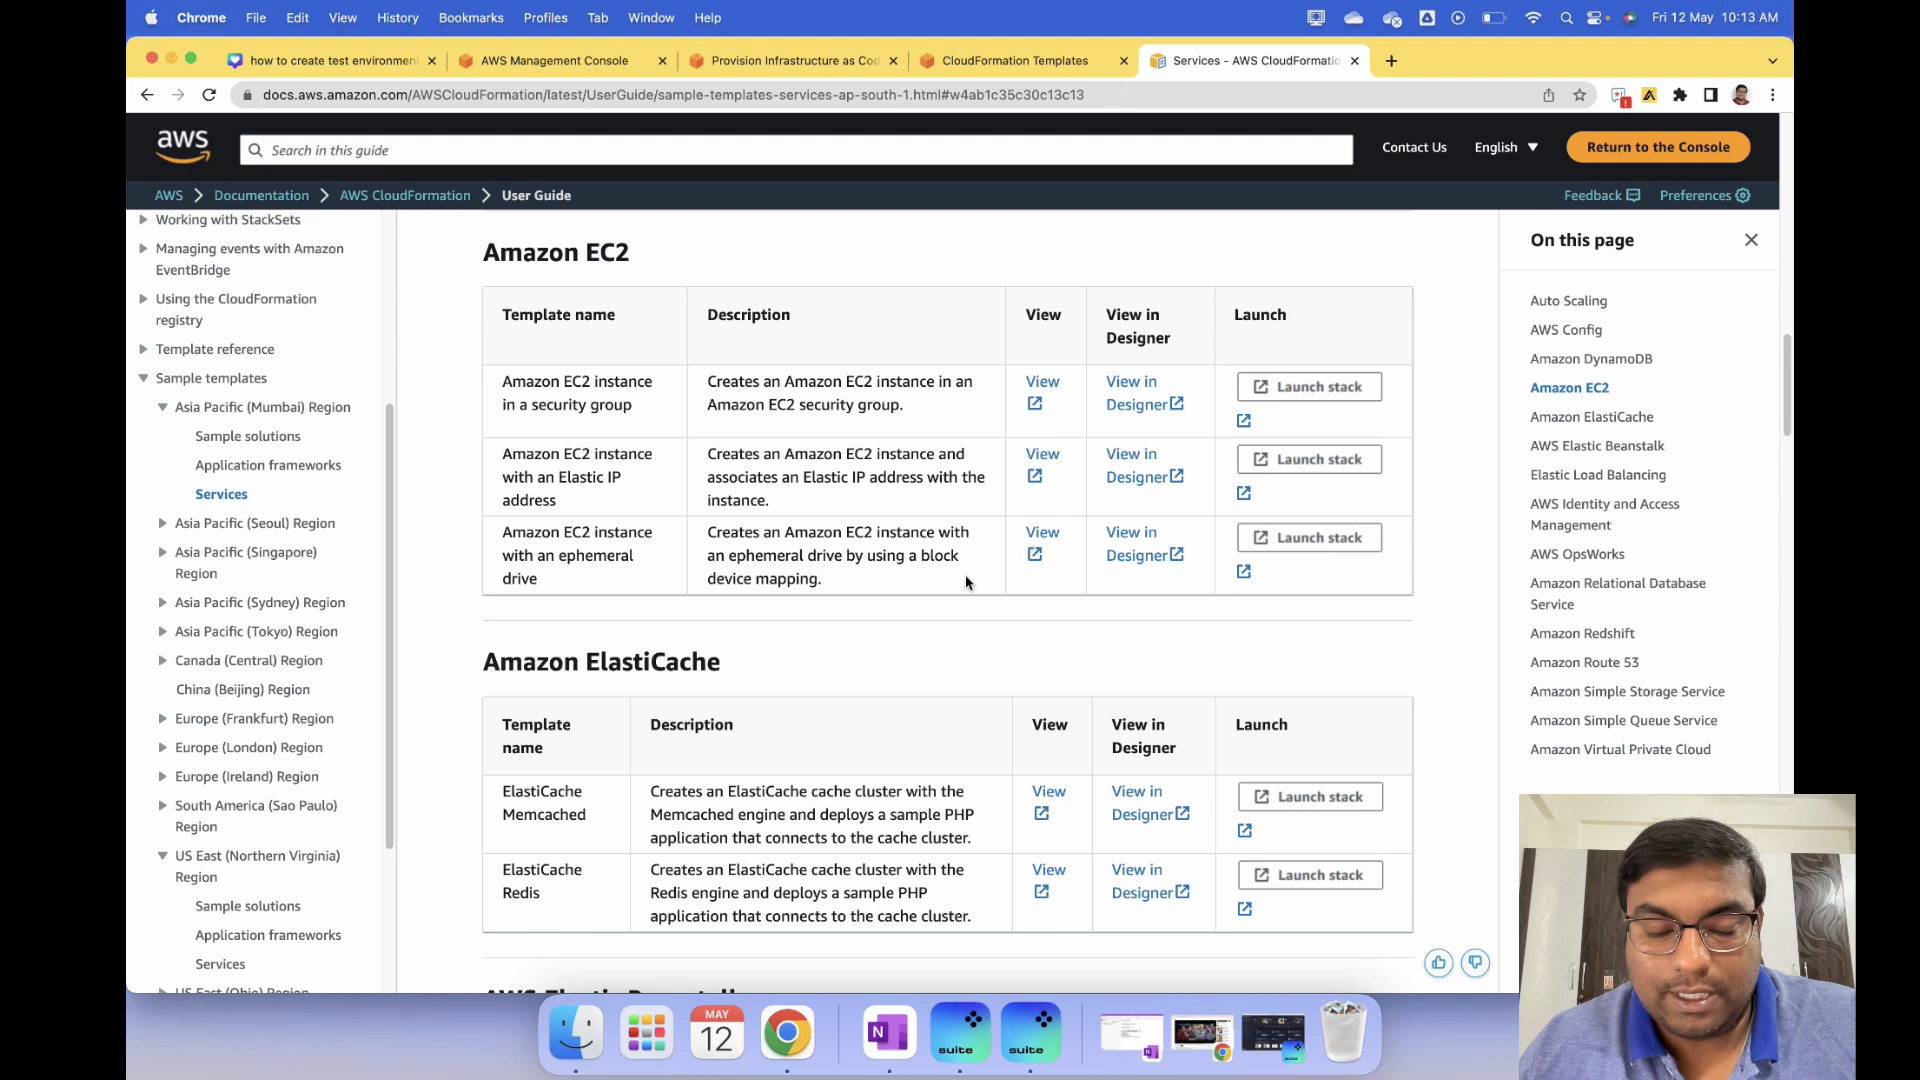 Chrome File Edit View History Bookmarks Profiles Tab Window Help Fri 12 May 10:13 AM
how to create test environment AWS Management Console Provision Infrastructure as Cod CloudFormation Templates Services - AWS CloudFormatio
docs.aws.amazon.com/AWSCloudFormation/latest/UserGuide/sample-templates-services-ap-south-1.html#w4ab1c35c30c13c13
aws Search in this guide Contact Us English Return to the Console
AWS Documentation AWS CloudFormation User Guide Feedback Preferences
Working with StackSets
Managing events with Amazon
EventBridge
Using the CloudFormation
registry
Template reference
Sample templates
Asia Pacific (Mumbai) Region
Sample solutions
Application frameworks
Services
Asia Pacific (Seoul) Region
Asia Pacific (Singapore)
Region
Asia Pacific (Sydney) Region
Asia Pacific (Tokyo) Region
Canada (Central) Region
China (Beijing) Region
Europe (Frankfurt) Region
Europe (London) Region
Europe (Ireland) Region
South America (Sao Paulo)
Region
US East (Northern Virginia)
Region
Sample solutions
Application frameworks
Services
US East (Ohio) Region
Amazon EC2
Template name Description View View in
Designer Launch
Amazon EC2 instance
in a security group
Creates an Amazon EC2 instance in an
Amazon EC2 security group.
View
View in
Designer
Launch stack
Amazon EC2 instance
with an Elastic IP
address
Creates an Amazon EC2 instance and
associates an Elastic IP address with the
instance.
View
View in
Designer
Launch stack
Amazon EC2 instance
with an ephemeral
drive
Creates an Amazon EC2 instance with
an ephemeral drive by using a block
device mapping.
View
View in
Designer
Launch stack
Amazon ElastiCache
Template
name
Description View View in
Designer Launch
ElastiCache
Memcached
Creates an ElastiCache cache cluster with the
Memcached engine and deploys a sample PHP
application that connects to the cache cluster.
View
View in
Designer
Launch stack
ElastiCache
Redis
Creates an ElastiCache cache cluster with the
Redis engine and deploys a sample PHP
application that connects to the cache cluster.
View
View in
Designer
Launch stack
AWS Elastic Beanstalk
On this page
Auto Scaling
AWS Config
Amazon DynamoDB
Amazon EC2
Amazon ElastiCache
AWS Elastic Beanstalk
Elastic Load Balancing
AWS Identity and Access
Management
AWS OpsWorks
Amazon Relational Database
Service
Amazon Redshift
Amazon Route 53
Amazon Simple Storage Service
Amazon Simple Queue Service
Amazon Virtual Private Cloud
MAY
12
N
suite
suite